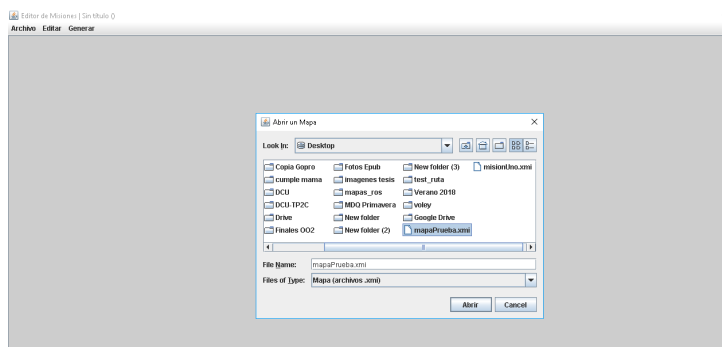 Editor de Misiones | Sin título ()
Archivo Editar Generar
Abrir un Mapa
Look In: Desktop
Copia Gopro Fotos Epub New folder (3) misionUno.xmi
cumple mama imagenes tesis test_ruta
DCU mapas_ros Verano 2018
DCU-TP2C MDQ Primavera voley
Drive New folder Google Drive
Finales OO2 New folder (2) mapaPrueba.xmi
File Name: mapaPrueba.xmi
Files of Type: Mapa (archivos .xmi)
Abrir Cancel